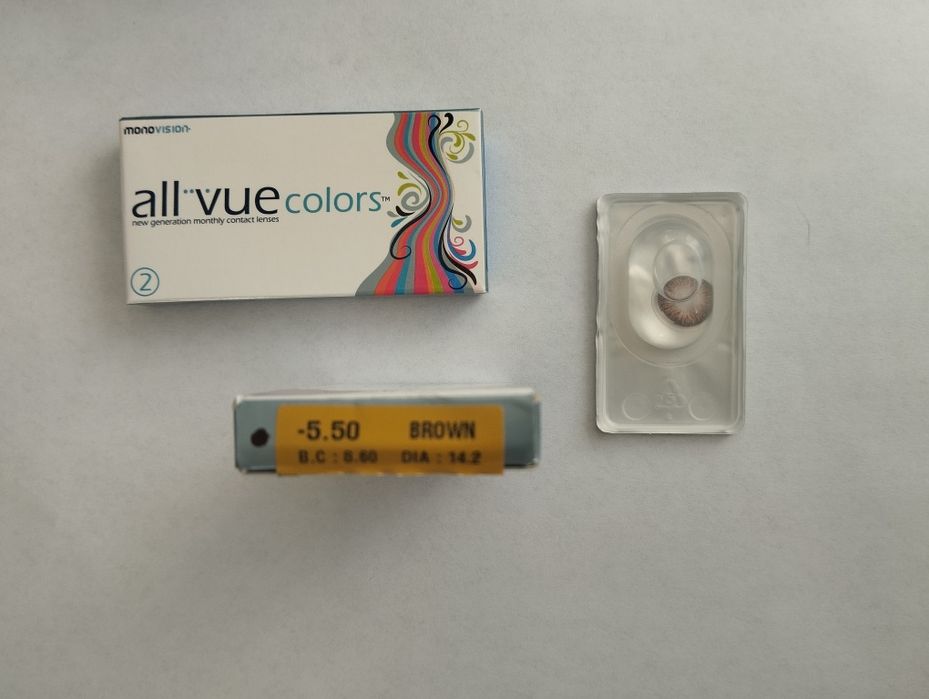 MONOVISION
all vue colors™
new generation monthly contact lenses
2
-5.50 BROWN
B.C : 8.60 DIA : 14.2